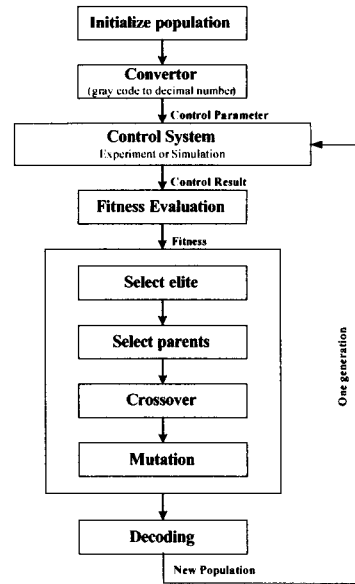 Initialize population
Convertor
(gray code to decimal number)
Control Parameter
Control System
Experiment or Simulation
Control Result
Fitness Evaluation
Fitness
Select elite
Select parents
Crossover
Mutation
One generation
Decoding
New Population